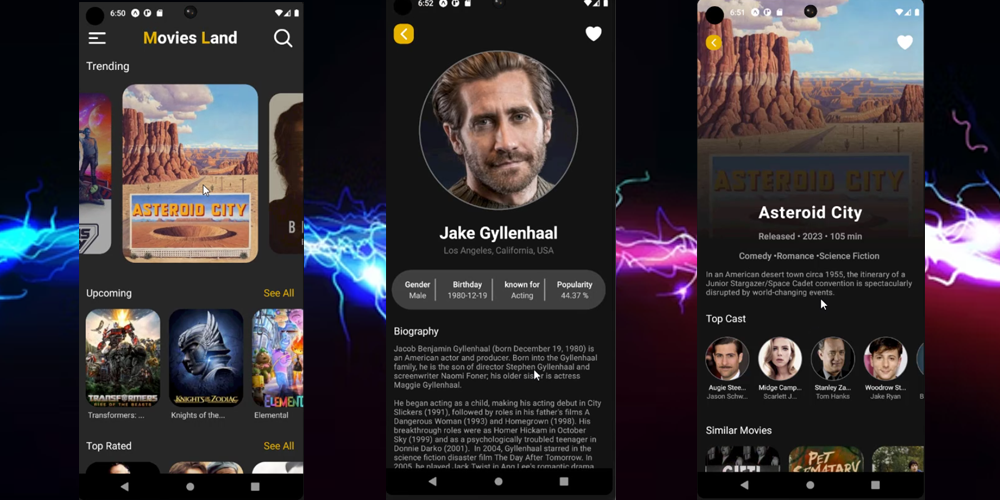 6:50
Movies Land
Trending
ASTEROID CITY
B
Upcoming
See All
TRANSFORMERS
RISE OF THE BEASTS
KNIGHTS OF THE ZODIAC
ELEMENT
Transformers: ...
Knights of the...
Elemental
Top Rated
See All
6:52
Jake Gyllenhaal
Los Angeles, California, USA
Gender
Male
Birthday
1980-12-19
known for
Acting
Popularity
44.37 %
Biography
Jacob Benjamin Gyllenhaal (born December 19, 1980) is
an American actor and producer. Born into the Gyllenhaal
family, he is the son of director Stephen Gyllenhaal and
screenwriter Naomi Foner; his older sister is actress
Maggie Gyllenhaal.
He began acting as a child, making his acting debut in City
Slickers (1991), followed by roles in his father's films A
Dangerous Woman (1993) and Homegrown (1998). His
breakthrough roles were as Homer Hickam in October
Sky (1999) and as a psychologically troubled teenager in
Donnie Darko (2001).  In 2004, Gyllenhaal starred in the
science fiction disaster film The Day After Tomorrow. In
2005, he played Jack Twist in Ang Lee's romantic drama
6:51
ASTEROID CITY
Asteroid City
Released • 2023 • 105 min
Comedy •Romance •Science Fiction
In an American desert town circa 1955, the itinerary of a
Junior Stargazer/Space Cadet convention is spectacularly
disrupted by world-changing events.
Top Cast
Augie Stee...
Jason Schw...
Midge Camp...
Scarlett J...
Stanley Za...
Tom Hanks
Woodrow St...
Jake Ryan
Similar Movies
PET
SEMATARY